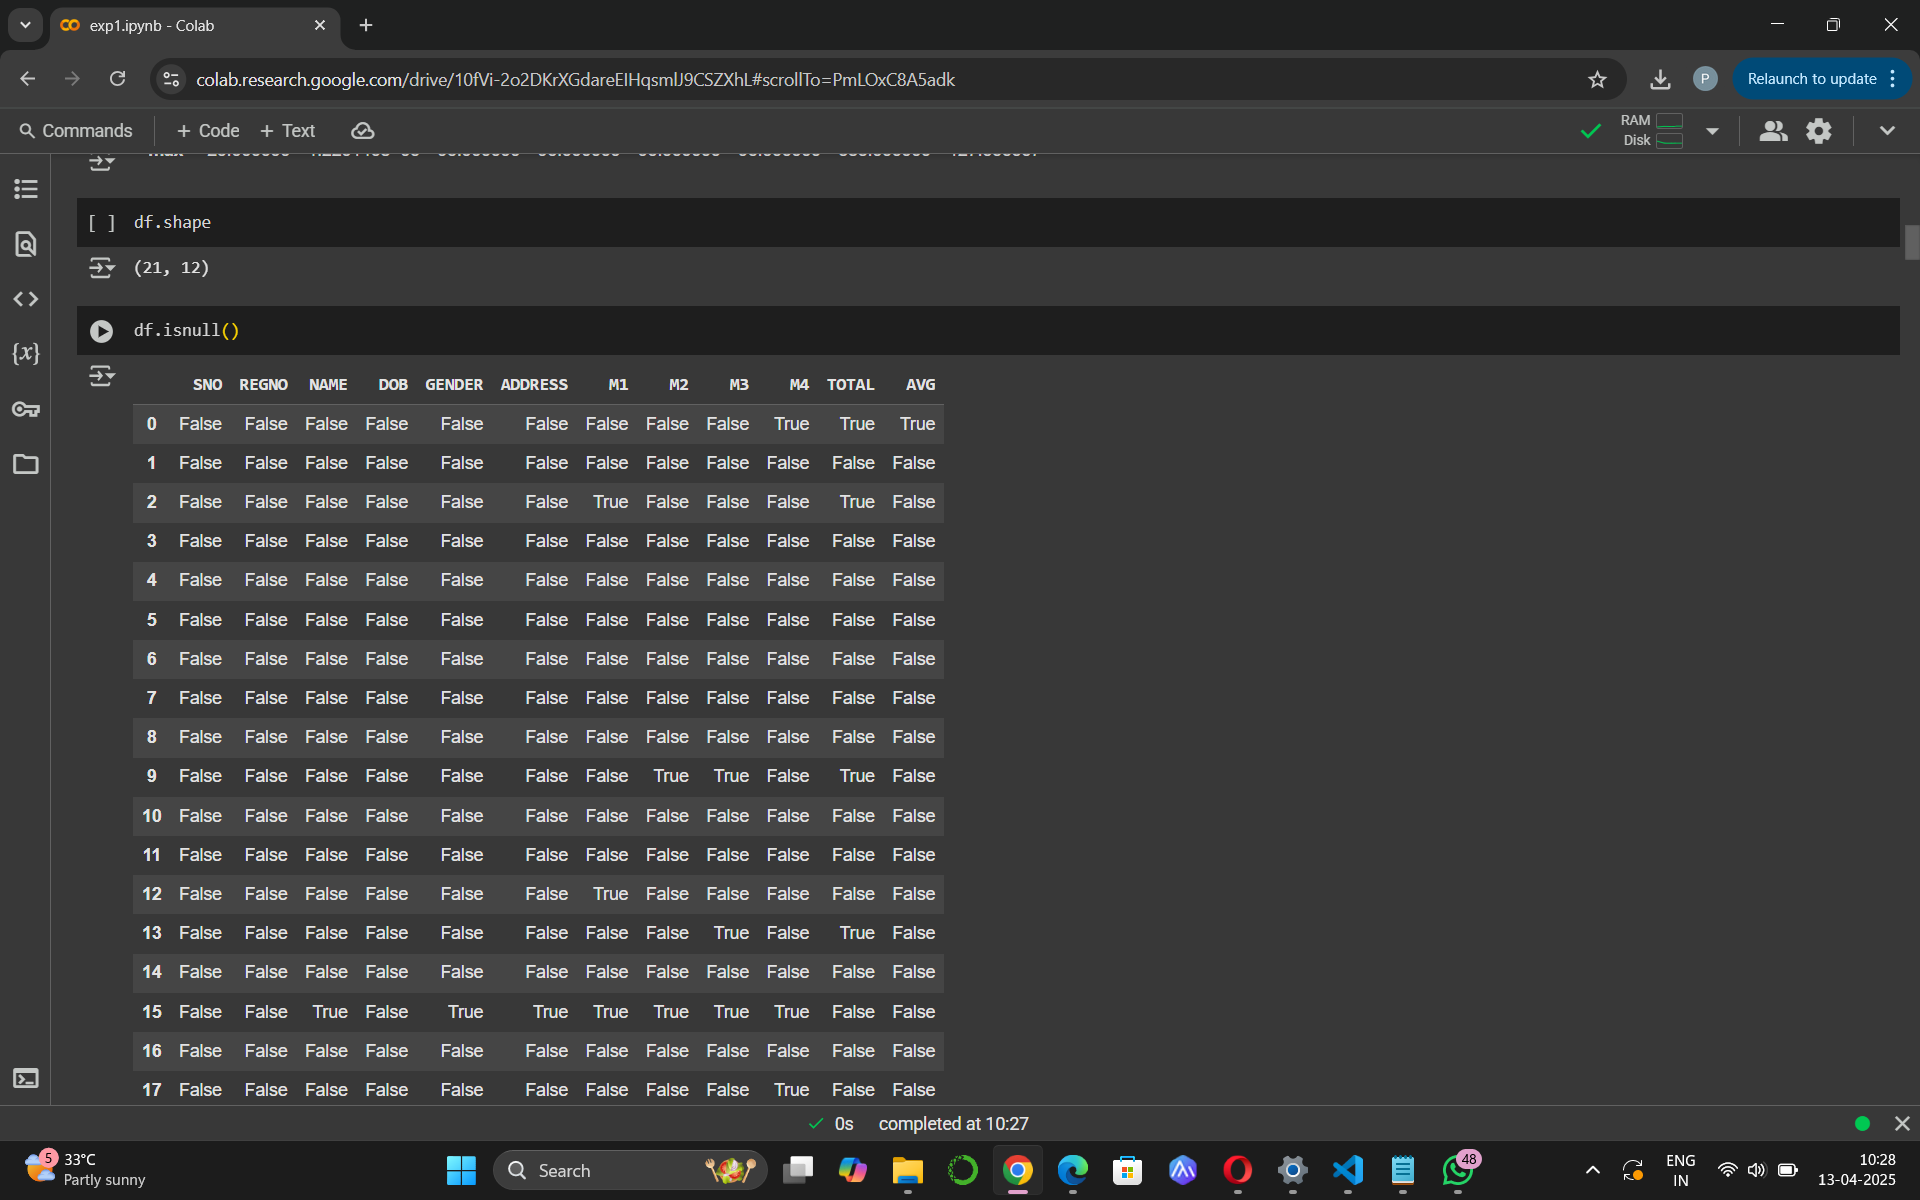 exp1.ipynb - Colab
colab.research.google.com/drive/10fVi-2o2DKrXGdareEIHqsmlJ9CSZXhL#scrollTo=PmLOxC8A5adk
P
Relaunch to update
Commands
+ Code + Text
RAM
Disk
[ ] df.shape
(21, 12)
df.isnull()
SNO REGNO NAME DOB GENDER ADDRESS M1 M2 M3 M4 TOTAL AVG
0 False False False False False False False False False True True True
1 False False False False False False False False False False False False
2 False False False False False False True False False False True False
3 False False False False False False False False False False False False
4 False False False False False False False False False False False False
5 False False False False False False False False False False False False
6 False False False False False False False False False False False False
7 False False False False False False False False False False False False
8 False False False False False False False False False False False False
9 False False False False False False False True True False True False
10 False False False False False False False False False False False False
11 False False False False False False False False False False False False
12 False False False False False False True False False False False False
13 False False False False False False False False True False True False
14 False False False False False False False False False False False False
15 False False True False True True True True True True False False
16 False False False False False False False False False False False False
17 False False False False False False False False False True False False
{x}
0s completed at 10:27
5
33°C
Partly sunny
Search
48
ENG
IN
10:28
13-04-2025